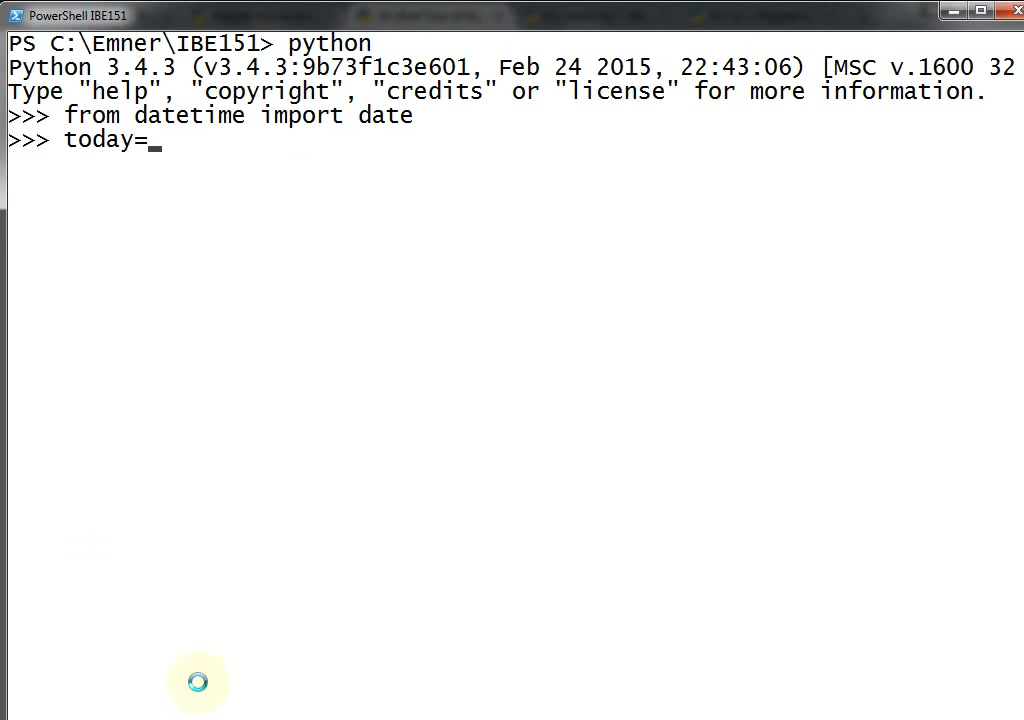 PowerShell IBE151
PS C:\Emner\IBE151> python
Python 3.4.3 (v3.4.3:9b73f1c3e601, Feb 24 2015, 22:43:06) [MSC v.1600 32
Type "help", "copyright", "credits" or "license" for more information.
>>> from datetime import date
>>> today=